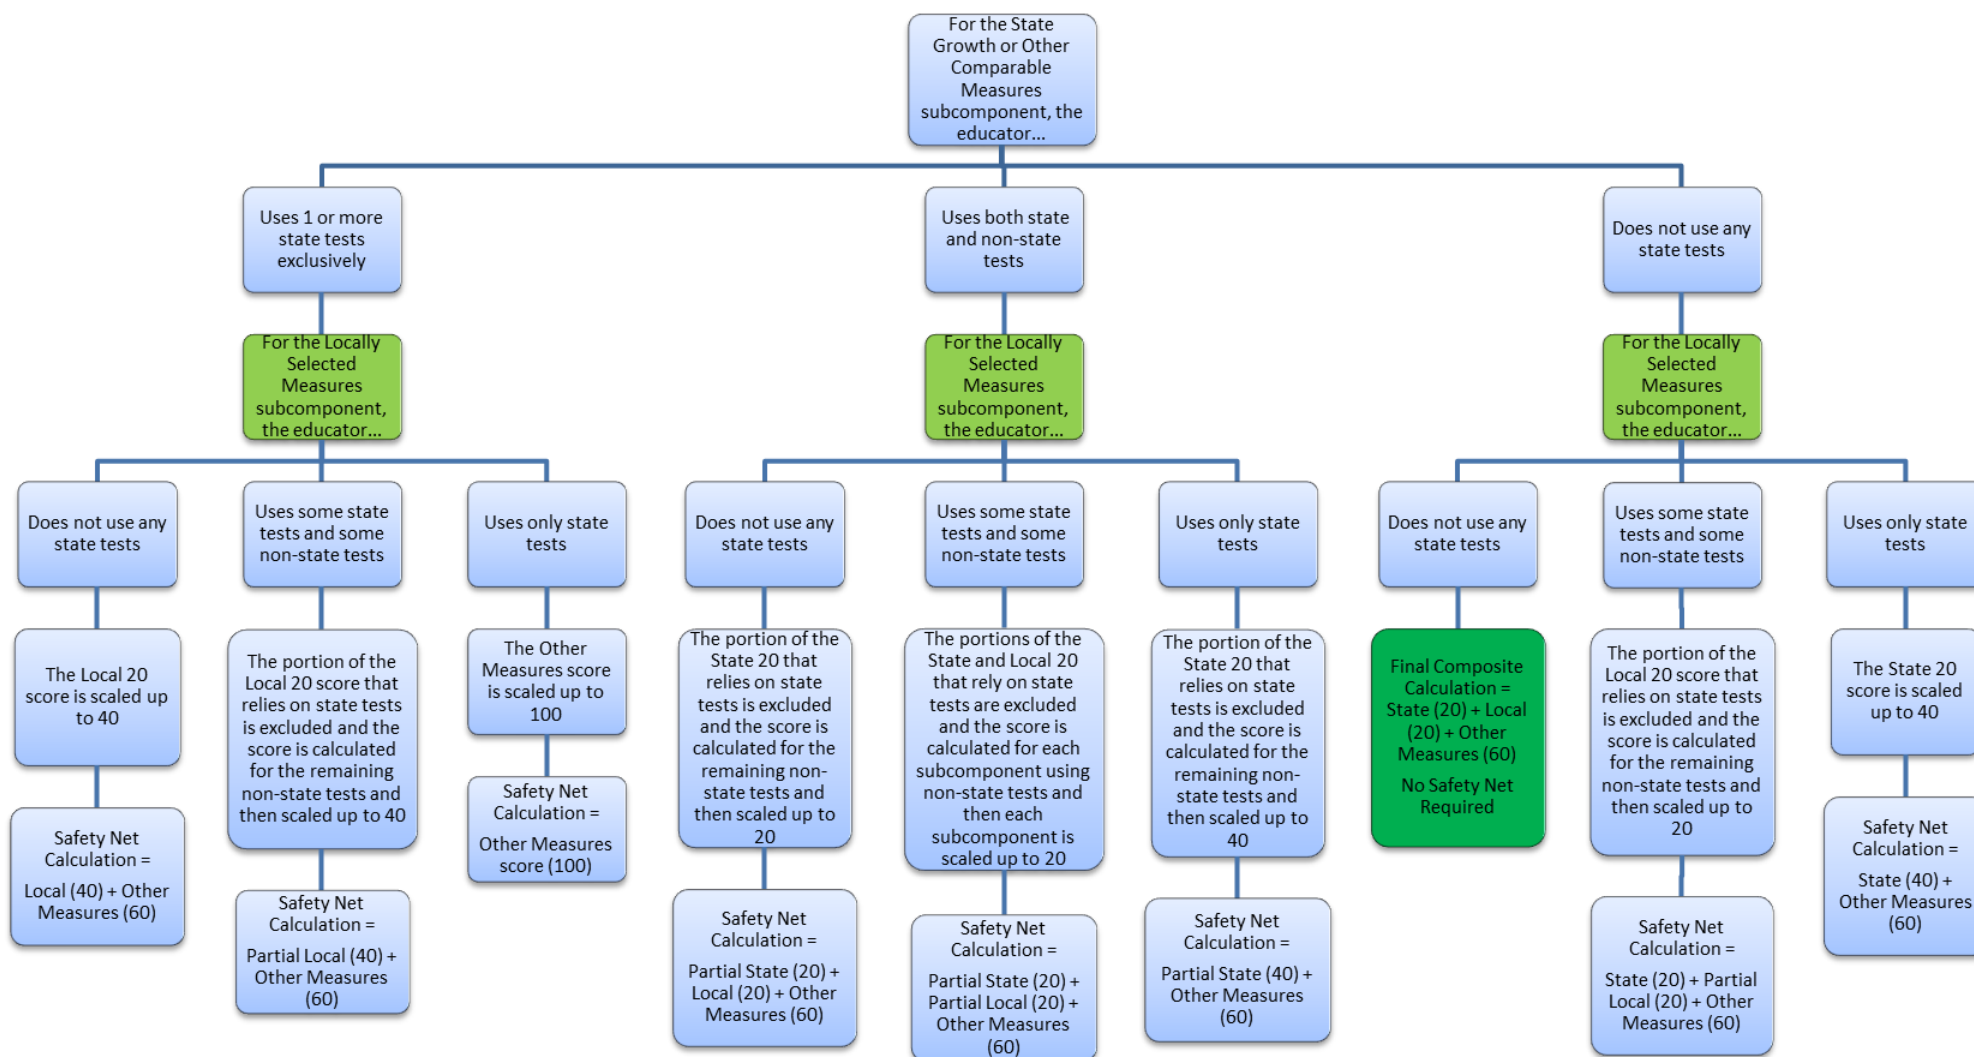 For the State
Growth or Other
Comparable
Measures
subcomponent, the
educator...
Uses 1 or more
state tests
exclusively
Uses both state
and non-state
tests
Does not use any
state tests
For the Locally
Selected
Measures
subcomponent,
the educator...
For the Locally
Selected
Measures
subcomponent,
the educator...
For the Locally
Selected
Measures
subcomponent,
the educator...
Does not use any
state tests
Uses some state
tests and some
non-state tests
Uses only state
tests
Does not use any
state tests
Uses some state
tests and some
non-state tests
Uses only state
tests
Does not use any
state tests
Uses some state
tests and some
non-state tests
Uses only state
tests
The Local 20
score is scaled up
to 40
The portion of the
Local 20 score that
relies on state tests
is excluded and the
score is calculated
for the remaining
non-state tests and
then scaled up to 40
The Other
Measures score
is scaled up to
100
The portion of the
State 20 that
relies on state
tests is excluded
and the score is
calculated for the
remaining non-
state tests and
then scaled up to
20
The portions of the
State and Local 20
that rely on state
tests are excluded
and the score is
calculated for each
subcomponent using
non-state tests and
then each
subcomponent is
scaled up to 20
The portion of the
State 20 that
relies on state
tests is excluded
and the score is
calculated for the
remaining non-
state tests and
then scaled up to
40
Final Composite
Calculation =
State (20) + Local
(20) + Other
Measures (60)
No Safety Net
Required
The portion of the
Local 20 score that
relies on state tests
is excluded and the
score is calculated
for the remaining
non-state tests and
then scaled up to
20
The State 20
score is scaled
up to 40
Safety Net
Calculation =
Local (40) + Other
Measures (60)
Safety Net
Calculation =
Partial Local (40) +
Other Measures
(60)
Safety Net
Calculation =
Other Measures
score (100)
Safety Net
Calculation =
Partial State (20) +
Local (20) + Other
Measures (60)
Safety Net
Calculation =
Partial State (20) +
Partial Local (20) +
Other Measures
(60)
Safety Net
Calculation =
Partial State (40) +
Other Measures
(60)
Safety Net
Calculation =
State (20) + Partial
Local (20) + Other
Measures (60)
Safety Net
Calculation =
State (40) +
Other Measures
(60)